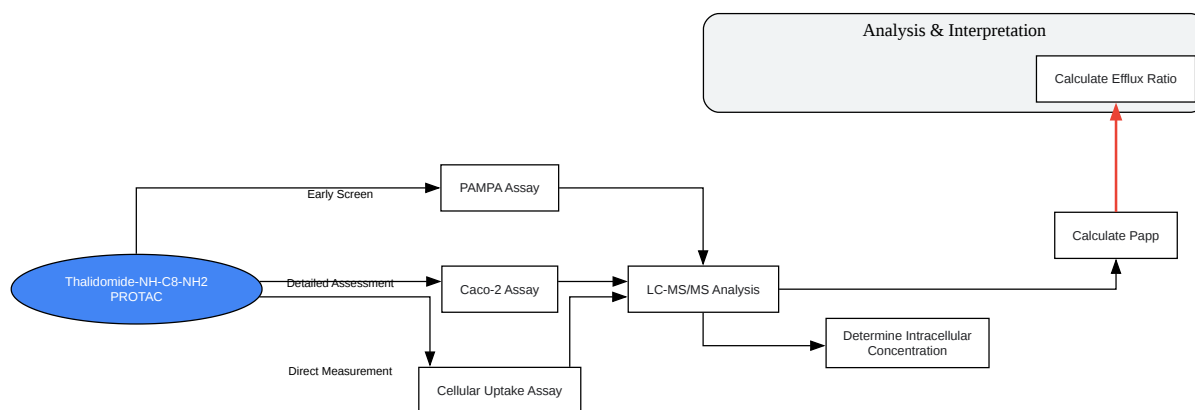 Analysis & Interpretation
Calculate Efflux Ratio
PAMPA Assay
Early Screen
Calculate Papp
Thalidomide-NH-C8-NH2
PROTAC
Detailed Assessment
Caco-2 Assay
LC-MS/MS Analysis
Determine Intracellular
Concentration
Direct Measurement
Cellular Uptake Assay